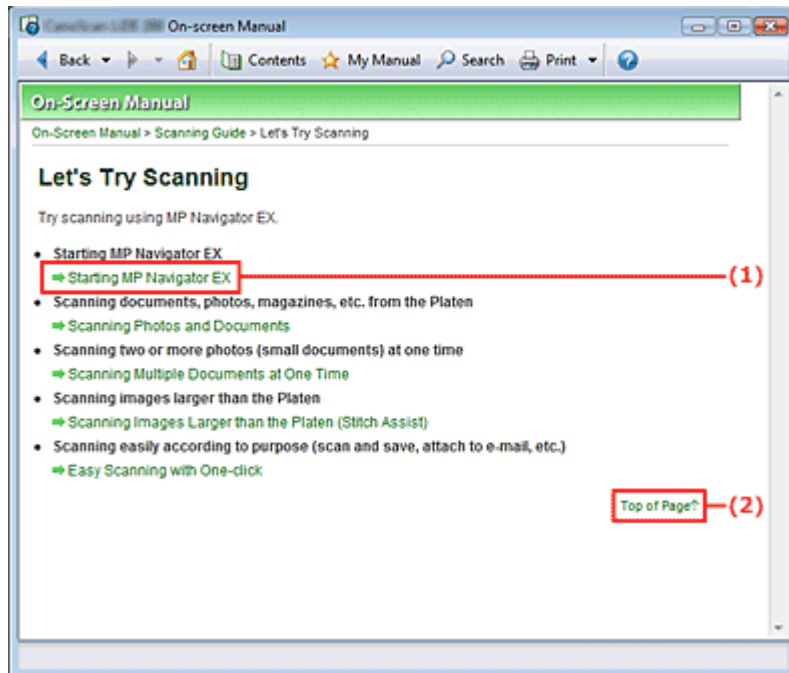 On-screen Manual
Back Contents My Manual Search Print
On-Screen Manual
On-Screen Manual > Scanning Guide > Let's Try Scanning
Let's Try Scanning
Try scanning using MP Navigator EX.
• Starting MP Navigator EX
➡ Starting MP Navigator EX (1)
• Scanning documents, photos, magazines, etc. from the Platen
➡ Scanning Photos and Documents
• Scanning two or more photos (small documents) at one time
➡ Scanning Multiple Documents at One Time
• Scanning images larger than the Platen
➡ Scanning Images Larger than the Platen (Stitch Assist)
• Scanning easily according to purpose (scan and save, attach to e-mail, etc.)
➡ Easy Scanning with One-click
Top of Page↑ (2)